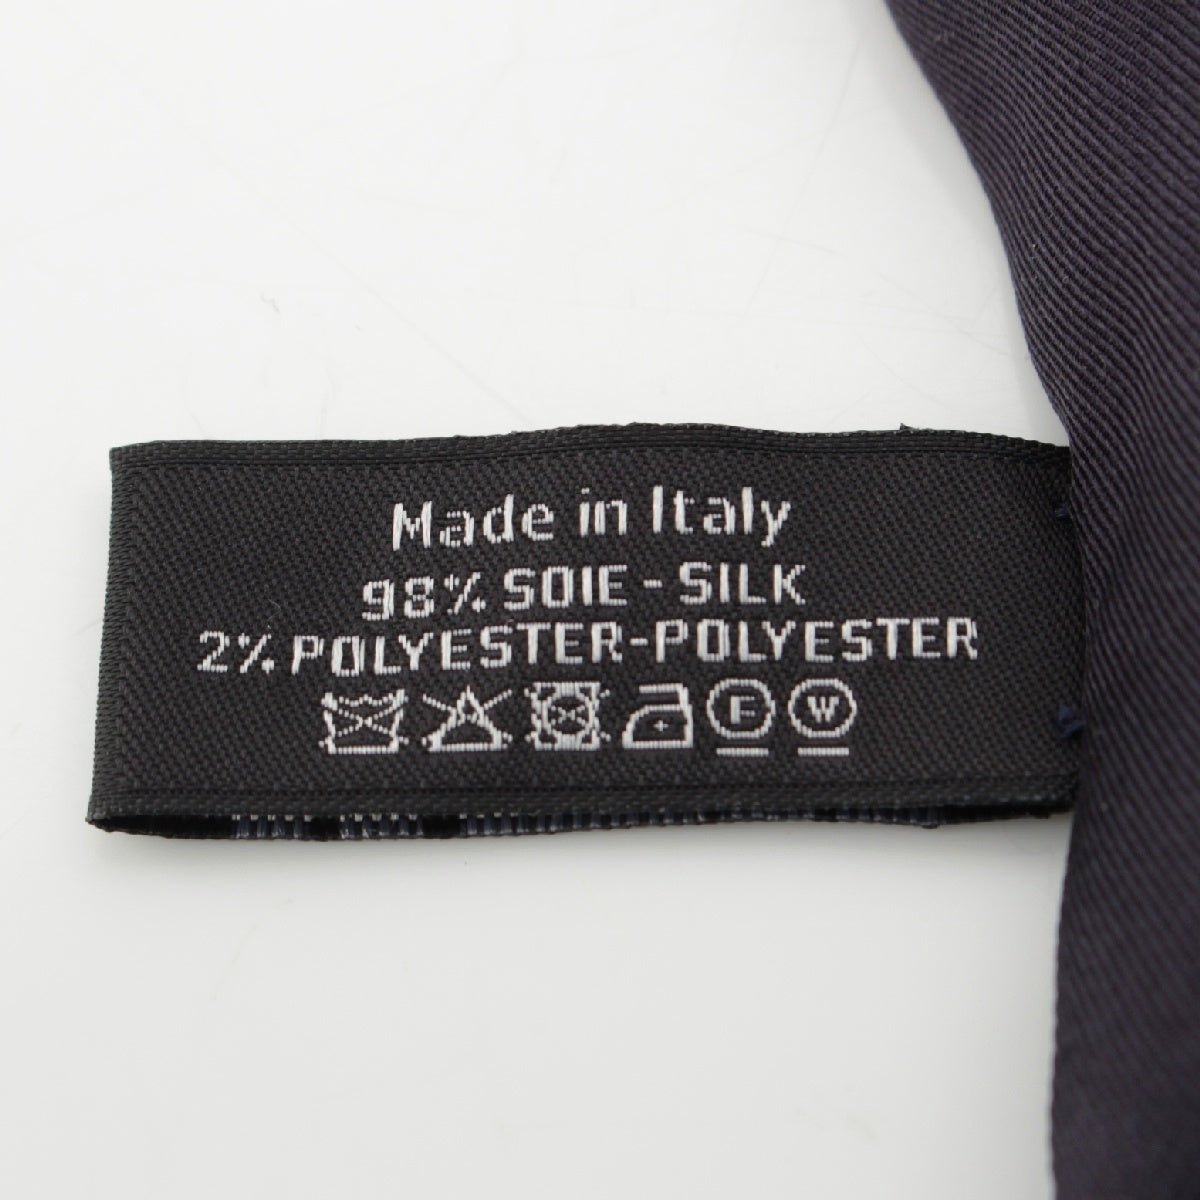 Made in Italy
98% SOIE - SILK
2% POLYESTER-POLYESTER
F W